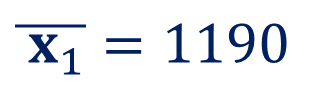 x̅₁ = 1190